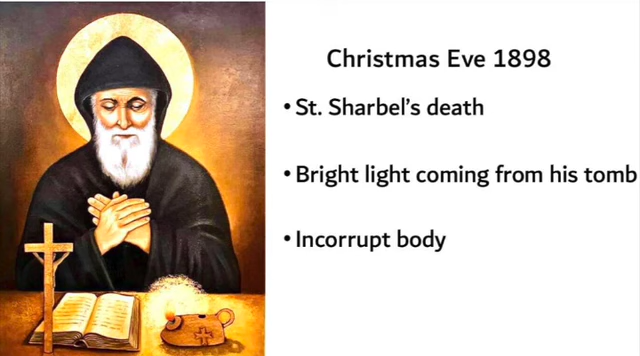 Christmas Eve 1898
• St. Sharbel's death
• Bright light coming from his tomb
• Incorrupt body